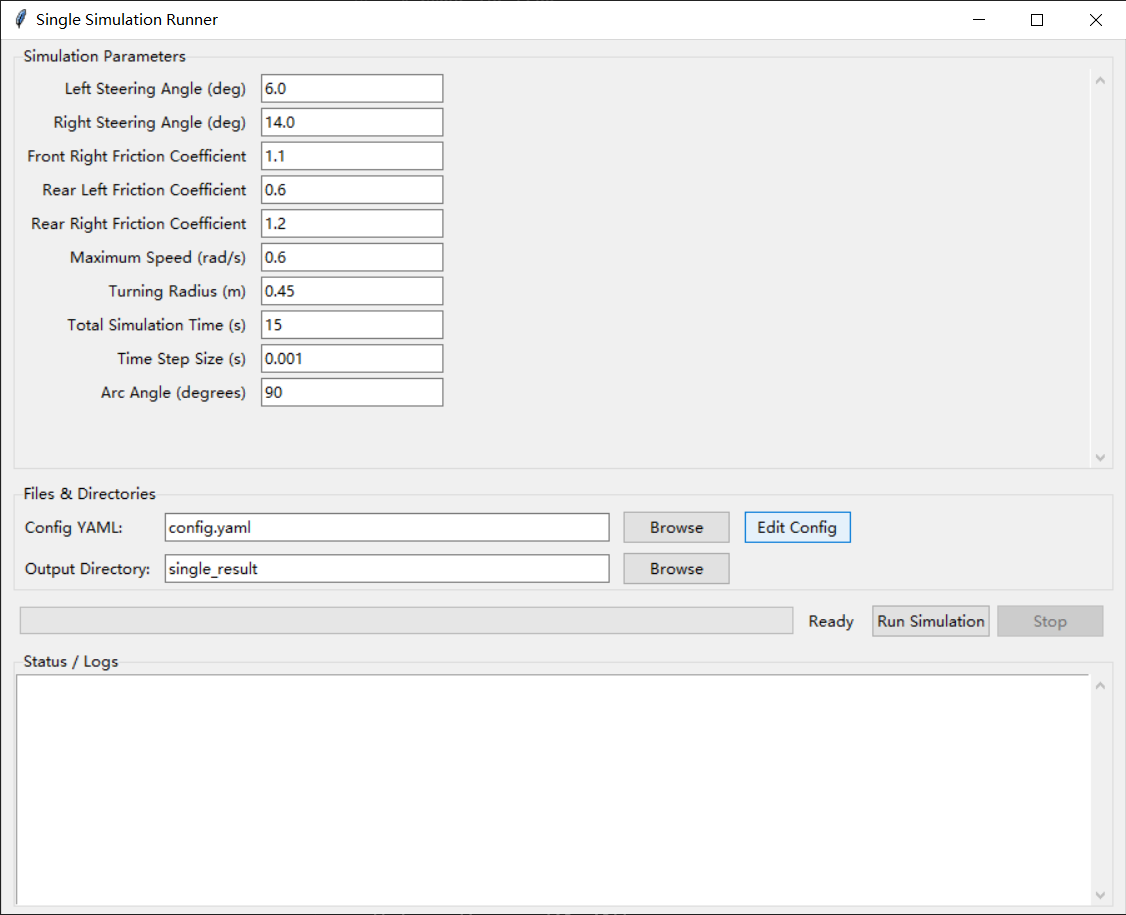 Single Simulation Runner
Simulation Parameters
Left Steering Angle (deg) 6.0
Right Steering Angle (deg) 14.0
Front Right Friction Coefficient 1.1
Rear Left Friction Coefficient 0.6
Rear Right Friction Coefficient 1.2
Maximum Speed (rad/s) 0.6
Turning Radius (m) 0.45
Total Simulation Time (s) 15
Time Step Size (s) 0.001
Arc Angle (degrees) 90
Files & Directories
Config YAML: config.yaml Browse Edit Config
Output Directory: single_result Browse
Ready Run Simulation Stop
Status / Logs